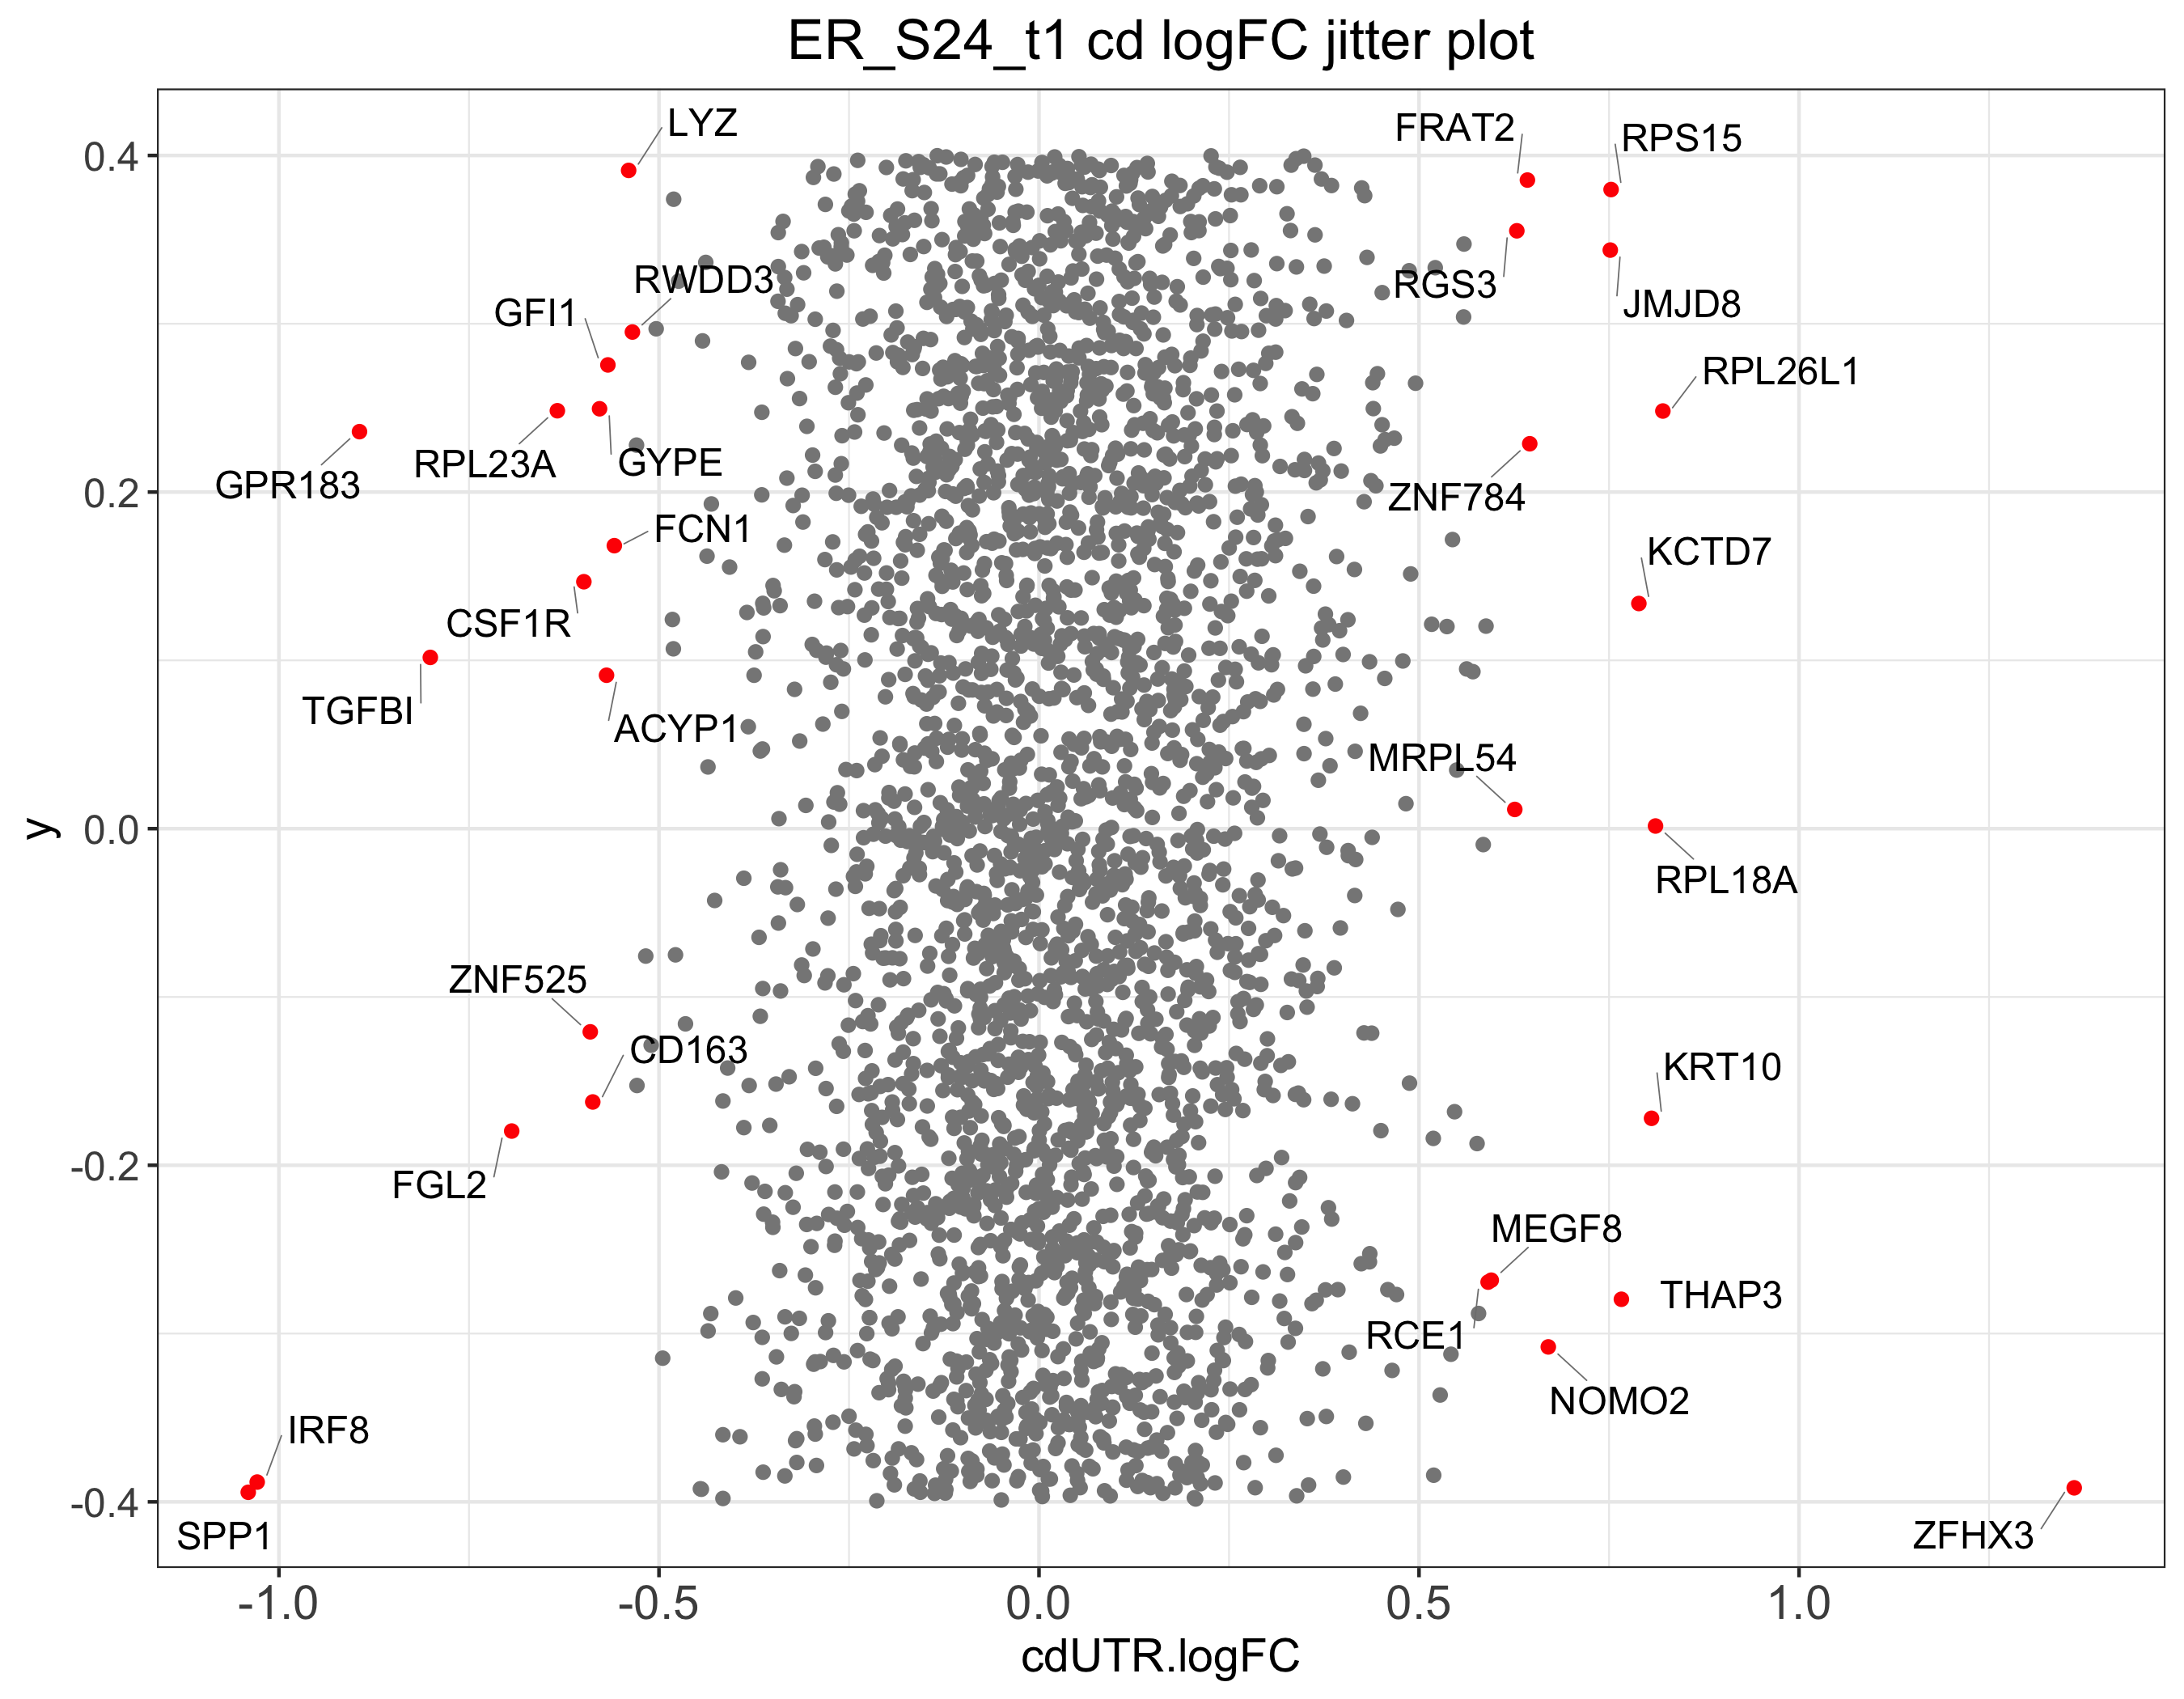 ER_S24_t1 cd logFC jitter plot
LYZ
FRAT2
RPS15
0.4
RWDD3
RGS3
GFI1
JMJD8
RPL26L1
RPL23A
GYPE
GPR183
0.2
ZNF784
FCN1
KCTD7
CSF1R
TGFBI
ACYP1
MRPL54
y
0.0
RPL18A
ZNF525
CD163
KRT10
-0.2
FGL2
MEGF8
THAP3
RCE1
NOMO2
IRF8
-0.4
SPP1
ZFHX3
-1.0
-0.5
0.0
0.5
1.0
cdUTR.logFC